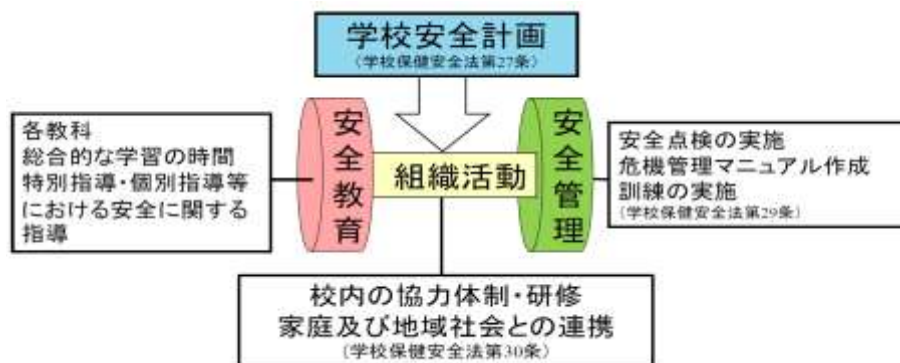 学校安全計画
（学校保健安全法第27条）
各教科
総合的な学習の時間
特別指導・個別指導等
における安全に関する
指導
安全教育
組織活動
安全管理
安全点検の実施
危機管理マニュアル作成
訓練の実施
（学校保健安全法第29条）
校内の協力体制・研修
家庭及び地域社会との連携
（学校保健安全法第30条）